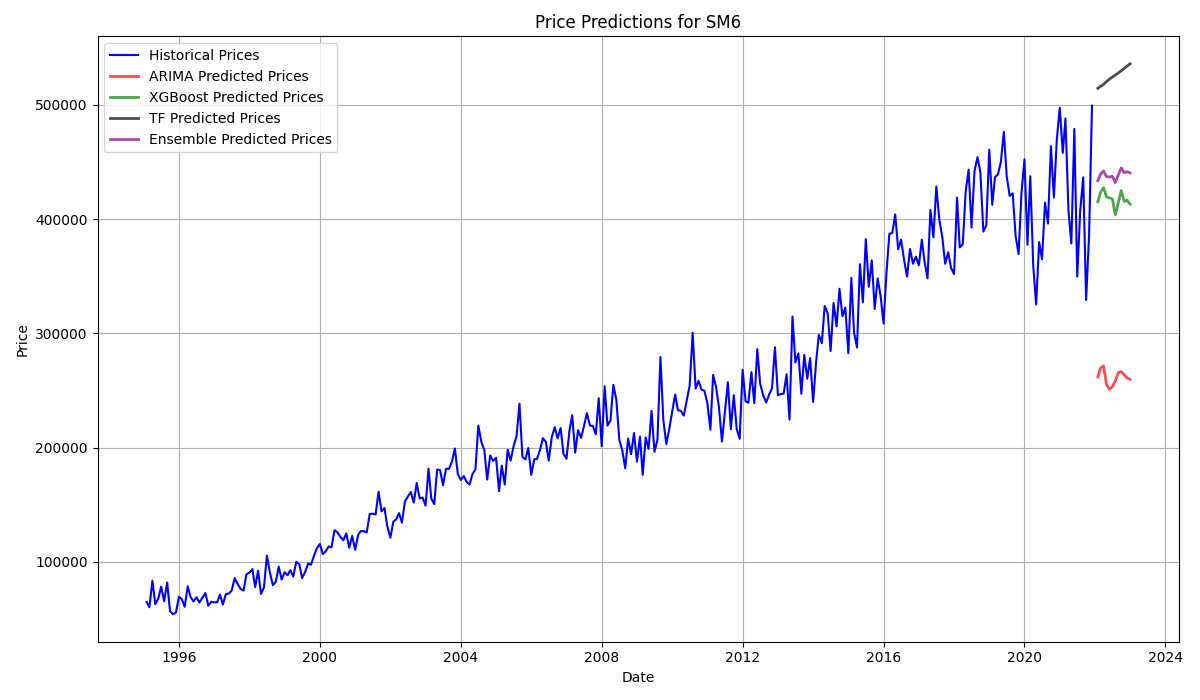 Price Predictions for SM6
Historical Prices
ARIMA Predicted Prices
XGBoost Predicted Prices
TF Predicted Prices
Ensemble Predicted Prices
Price
500000
400000
300000
200000
100000
1996 2000 2004 2008 2012 2016 2020 2024
Date